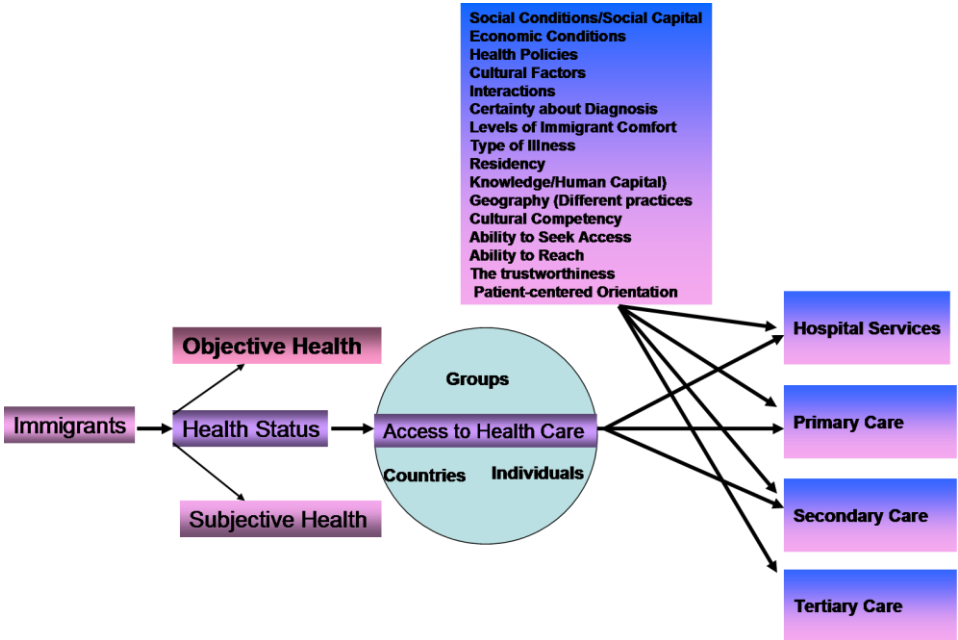 Social Conditions/Social Capital
Economic Conditions
Health Policies
Cultural Factors
Interactions
Certainty about Diagnosis
Levels of Immigrant Comfort
Type of Illness
Residency
Knowledge/Human Capital)
Geography (Different practices
Cultural Competency
Ability to Seek Access
Ability to Reach
The trustworthiness
Patient-centered Orientation
Immigrants
Objective Health
Health Status
Subjective Health
Groups
Access to Health Care
Countries
Individuals
Hospital Services
Primary Care
Secondary Care
Tertiary Care